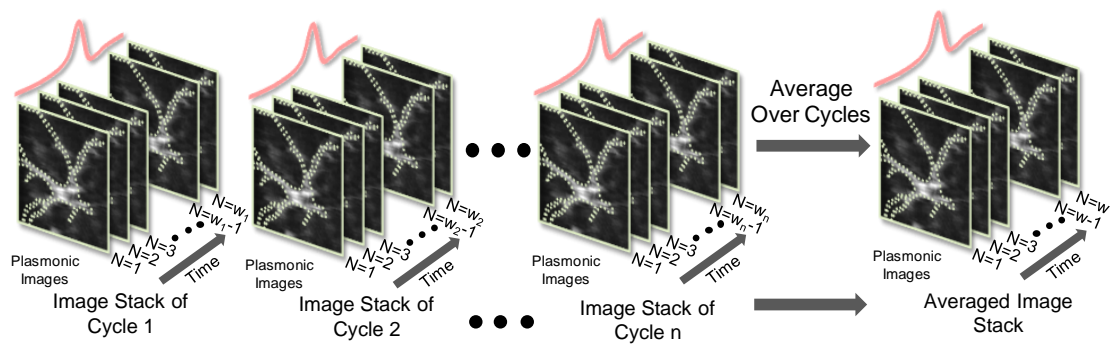 Plasmonic
Images
N=1
N=2
N=3
N=w₁-1
N=w₁
Time
Image Stack of
Cycle 1
Plasmonic
Images
N=1
N=2
N=3
N=w₂-1
N=w₂
Time
Image Stack of
Cycle 2
Plasmonic
Images
N=1
N=2
N=3
N=wₙ-1
N=wₙ
Time
Image Stack of
Cycle n
Average
Over Cycles
Plasmonic
Images
N=1
N=2
N=3
N=w-1
N=w
Time
Averaged Image
Stack